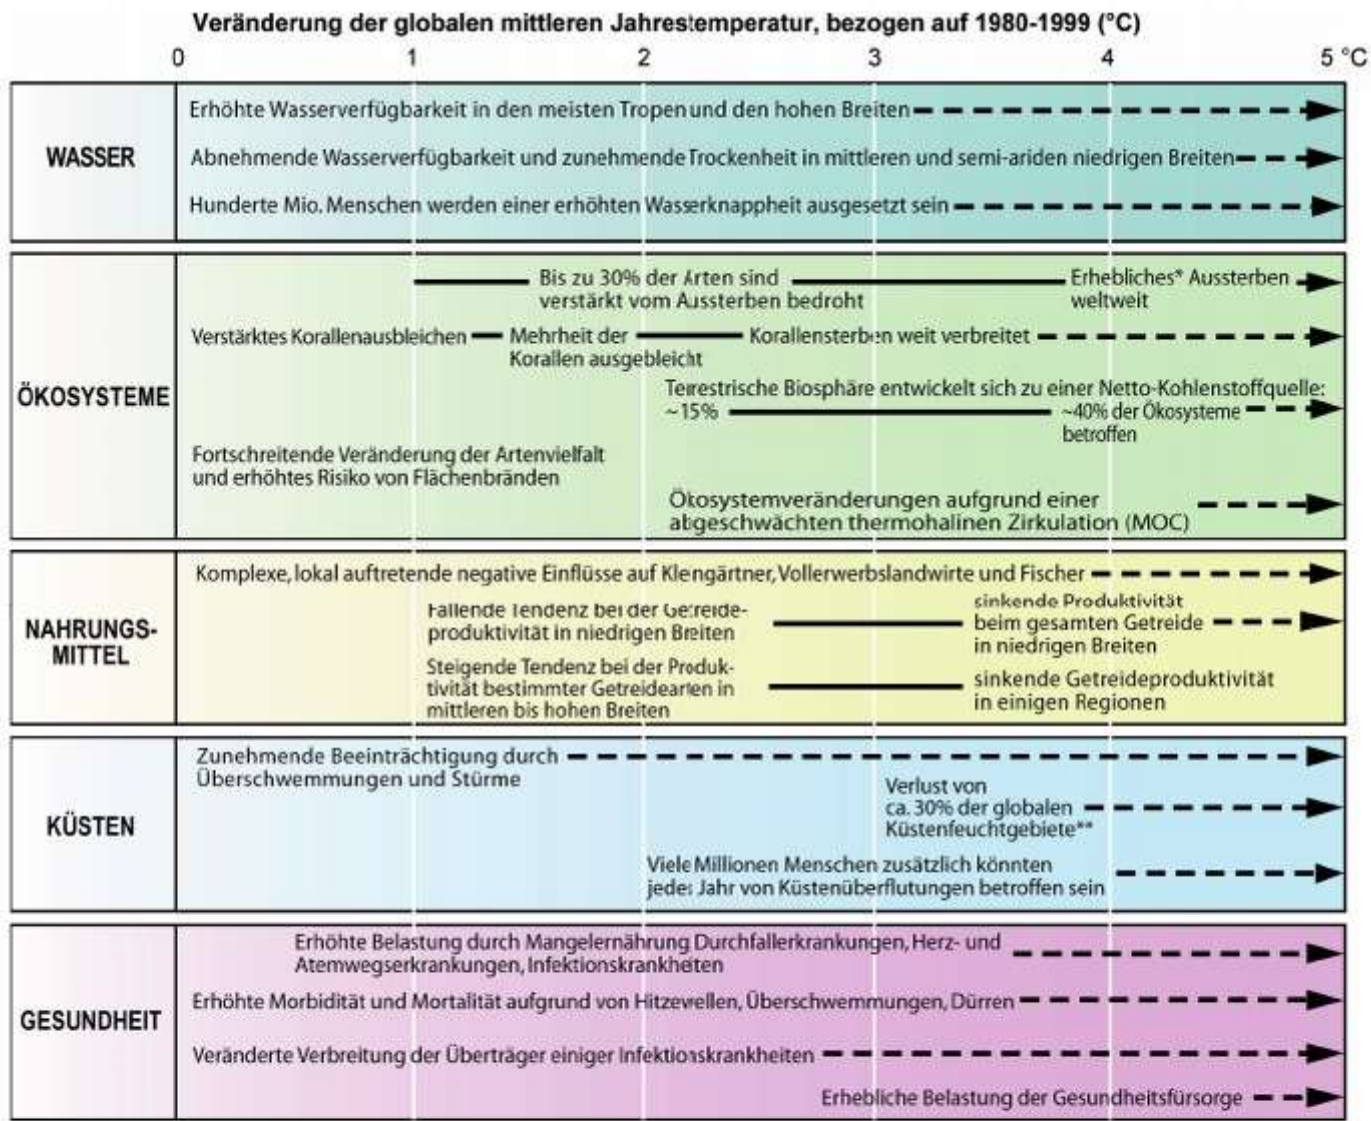 Veränderung der globalen mittleren Jahrestemperatur, bezogen auf 1980-1999 (°C)
0 1 2 3 4 5 °C
WASSER
Erhöhte Wasserverfügbarkeit in den meisten Tropen und den hohen Breiten
Abnehmende Wasserverfügbarkeit und zunehmende Trockenheit in mittleren und semi-ariden niedrigen Breiten
Hunderte Mio. Menschen werden einer erhöhten Wasserknappheit ausgesetzt sein
ÖKOSYSTEME
Bis zu 30% der Arten sind
verstärkt vom Aussterben bedroht
Erhebliches* Aussterben
weltweit
Verstärktes Korallenausbleichen
Mehrheit der
Korallen ausgebleicht
Korallensterben weit verbreitet
Terrestrische Biosphäre entwickelt sich zu einer Netto-Kohlenstoffquelle:
~15%
~40% der Ökosysteme
betroffen
Fortschreitende Veränderung der Artenvielfalt
und erhöhtes Risiko von Flächenbränden
Ökosystemveränderungen aufgrund einer
abgeschwächten thermohalinen Zirkulation (MOC)
NAHRUNGS-
MITTEL
Komplexe, lokal auftretende negative Einflüsse auf Kleingärtner, Vollerwerbslandwirte und Fischer
Fallende Tendenz bei der Getreide-
produktivität in niedrigen Breiten
sinkende Produktivität
beim gesamten Getreide
in niedrigen Breiten
Steigende Tendenz bei der Produk-
tivität bestimmter Getreidearten in
mittleren bis hohen Breiten
sinkende Getreideproduktivität
in einigen Regionen
KÜSTEN
Zunehmende Beeinträchtigung durch
Überschwemmungen und Stürme
Verlust von
ca. 30% der globalen
Küstenfeuchtgebiete**
Viele Millionen Menschen zusätzlich könnten
jedes Jahr von Küstenüberflutungen betroffen sein
GESUNDHEIT
Erhöhte Belastung durch Mangelernährung Durchfallerkrankungen, Herz- und
Atemwegserkrankungen, Infektionskrankheiten
Erhöhte Morbidität und Mortalität aufgrund von Hitzewellen, Überschwemmungen, Dürren
Veränderte Verbreitung der Überträger einiger Infektionskrankheiten
Erhebliche Belastung der Gesundheitsfürsorge